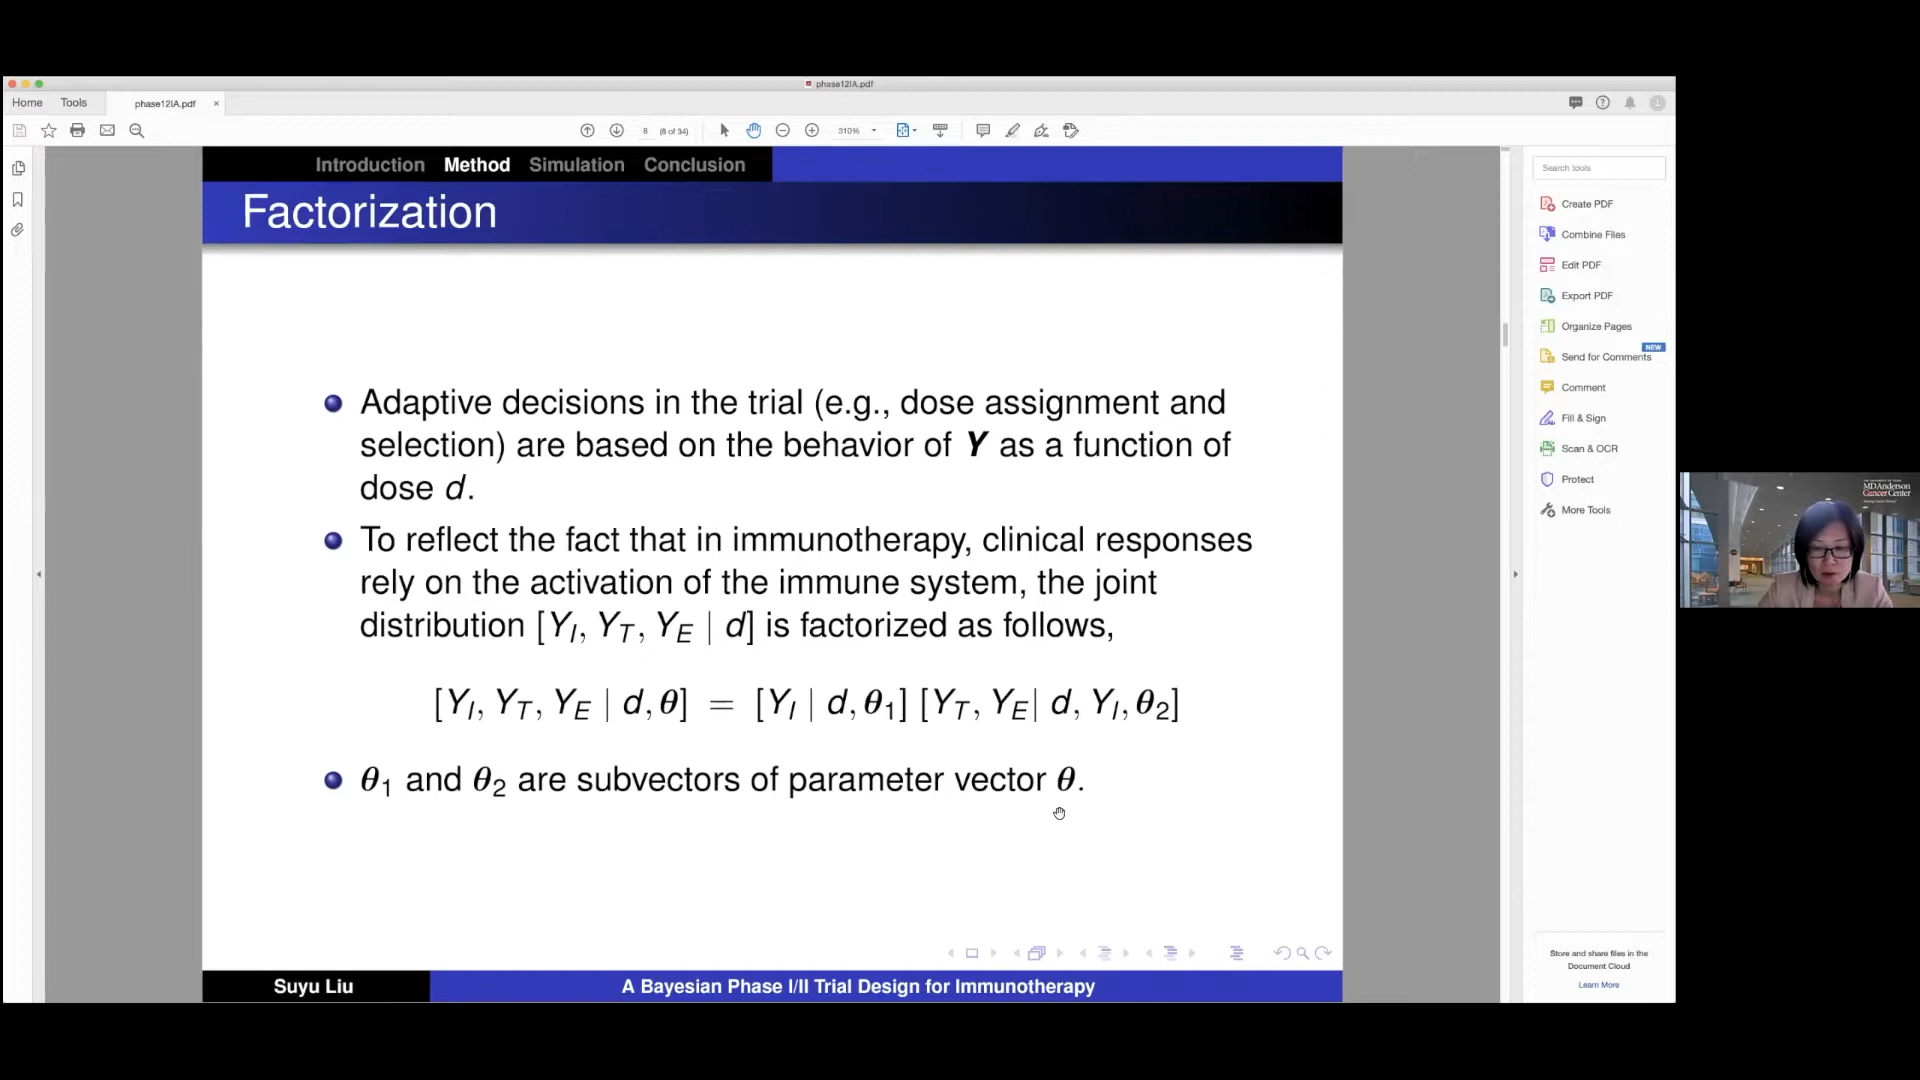 phase12IA.pdf
Home Tools phase12IA.pdf ×
8 (8 of 34) 310%
Introduction Method Simulation Conclusion
Factorization
Adaptive decisions in the trial (e.g., dose assignment and
selection) are based on the behavior of Y as a function of
dose d.
To reflect the fact that in immunotherapy, clinical responses
rely on the activation of the immune system, the joint
distribution [Y_I, Y_T, Y_E | d] is factorized as follows,
[Y_I, Y_T, Y_E | d, θ] = [Y_I | d, θ_1] [Y_T, Y_E | d, Y_I, θ_2]
θ_1 and θ_2 are subvectors of parameter vector θ.
Suyu Liu
A Bayesian Phase I/II Trial Design for Immunotherapy
Search tools
Create PDF
Combine Files
Edit PDF
Export PDF
Organize Pages
NEW
Send for Comments
Comment
Fill & Sign
Scan & OCR
Protect
More Tools
Store and share files in the
Document Cloud
Learn More
MD Anderson
Cancer Center